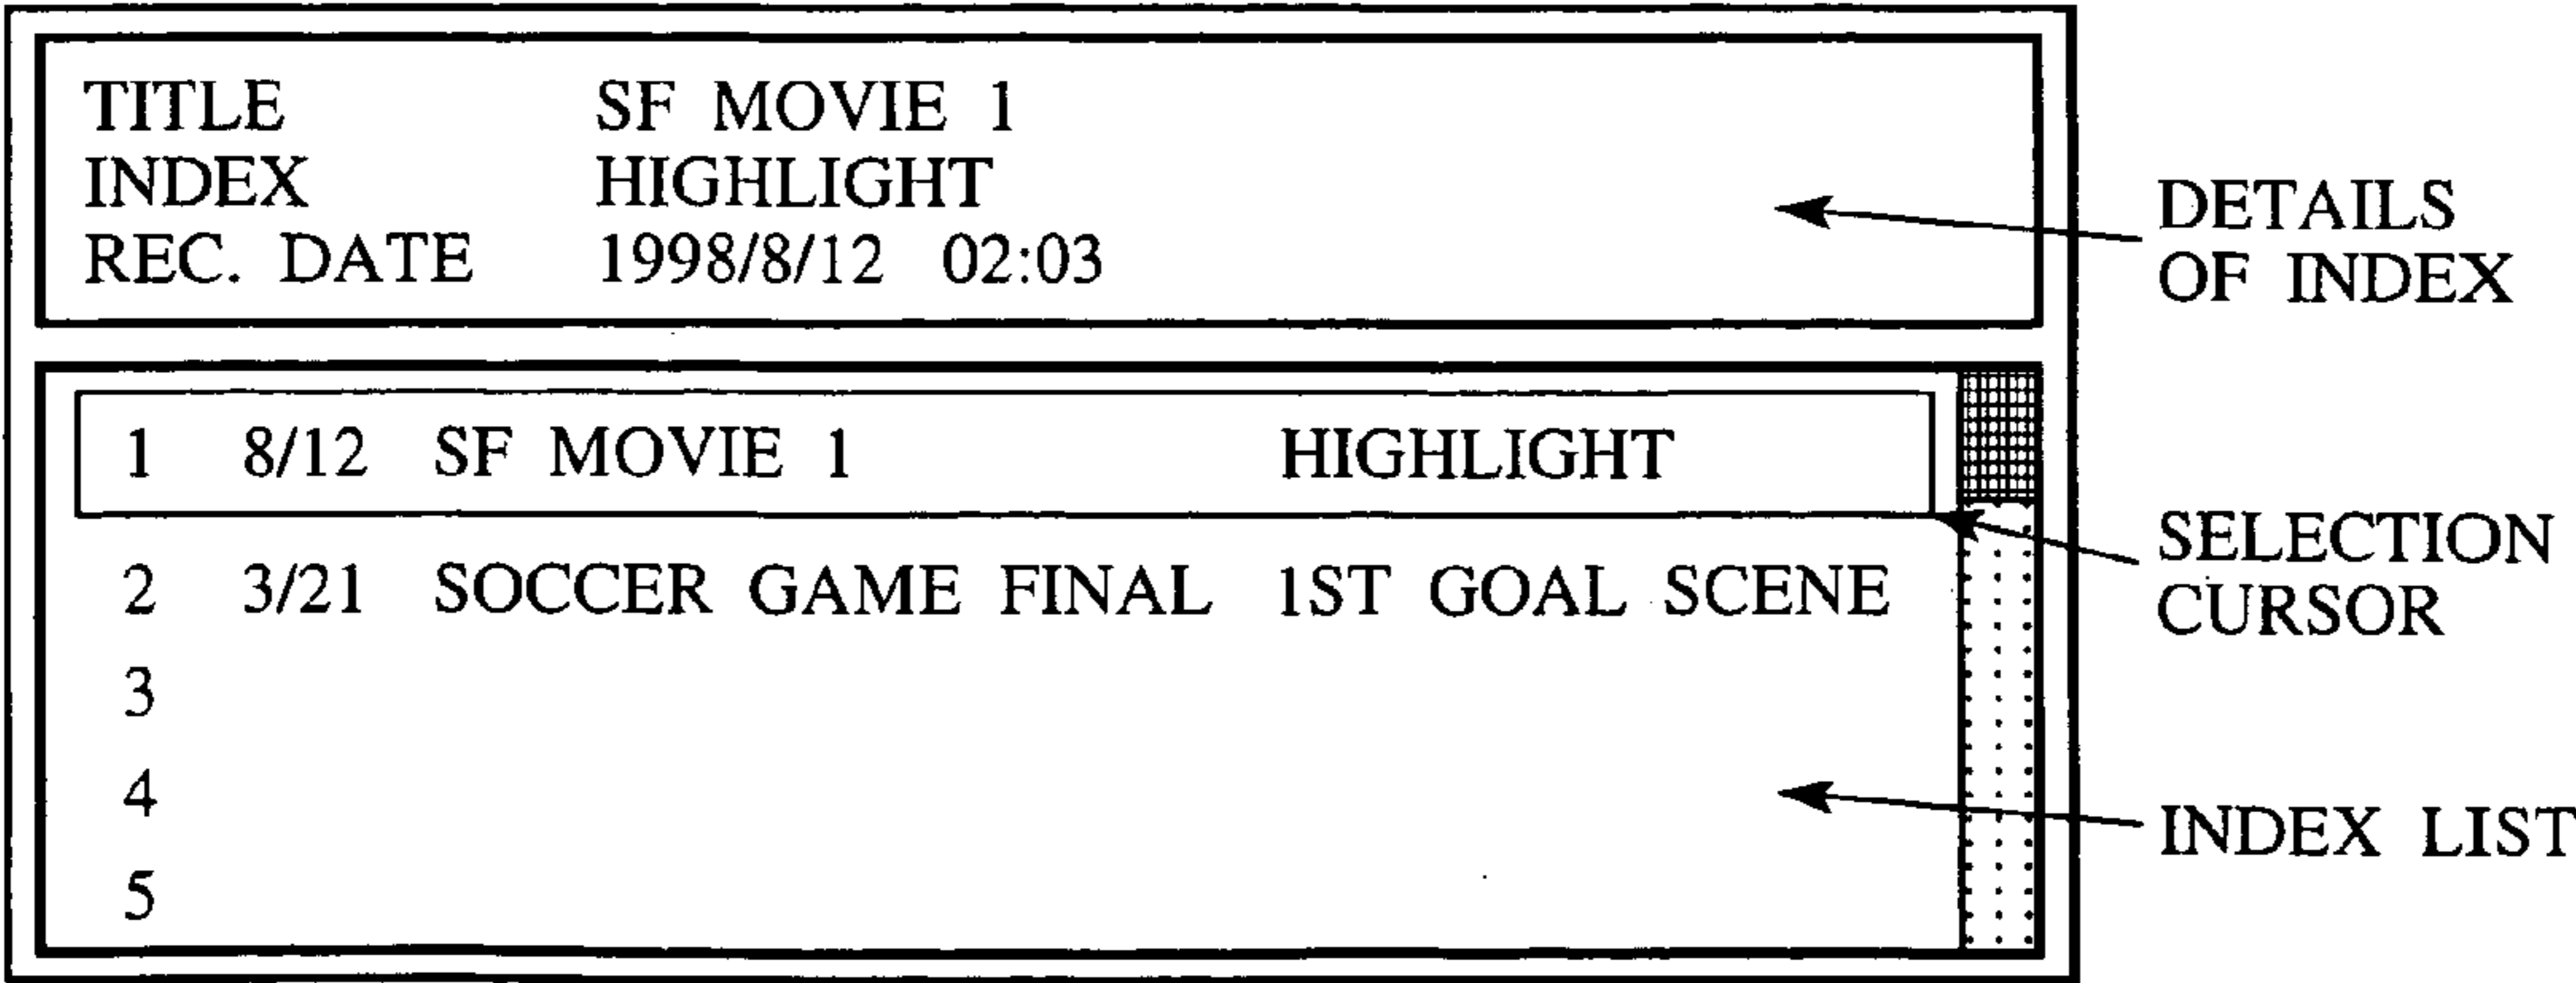 TITLE SF MOVIE 1
INDEX HIGHLIGHT
REC. DATE 1998/8/12 02:03
DETAILS
OF INDEX
1 8/12 SF MOVIE 1 HIGHLIGHT
2 3/21 SOCCER GAME FINAL 1ST GOAL SCENE
SELECTION
CURSOR
3
4
5
INDEX LIST